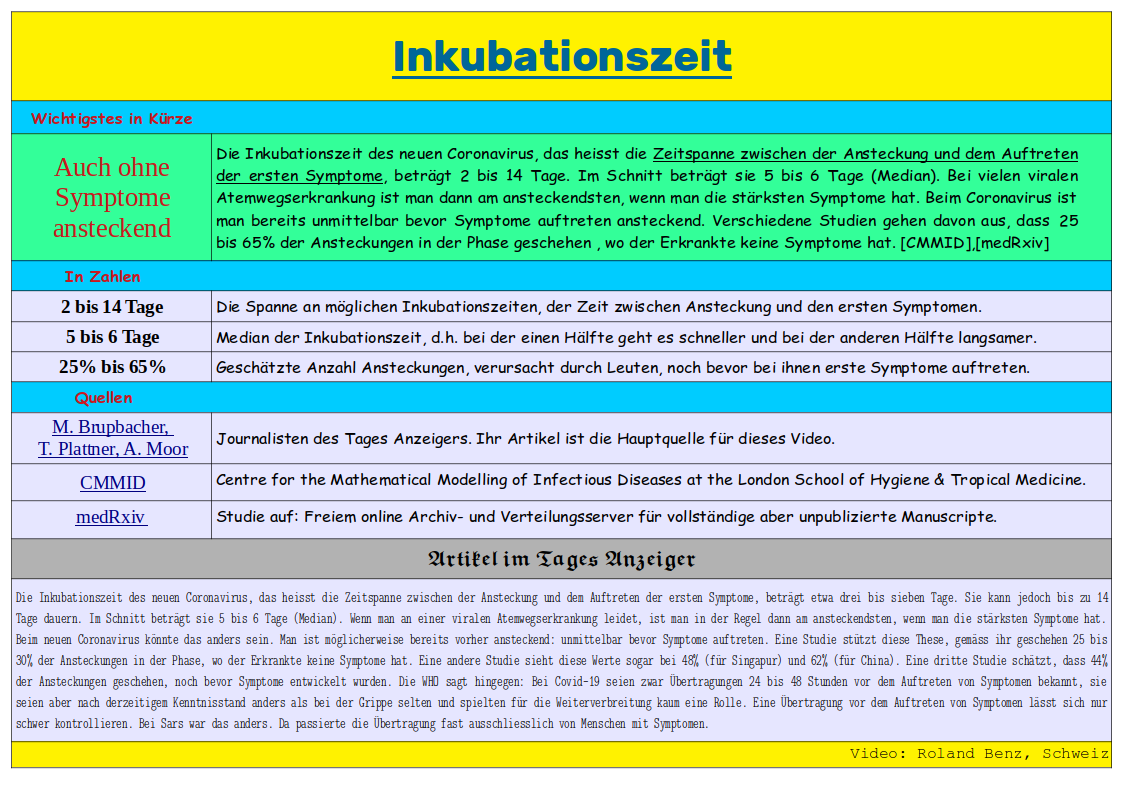 Inkubationszeit
Wichtigstes in Kürze
Auch ohne
Symptome
ansteckend
Die Inkubationszeit des neuen Coronavirus, das heisst die Zeitspanne zwischen der Ansteckung und dem Auftreten
der ersten Symptome, beträgt 2 bis 14 Tage. Im Schnitt beträgt sie 5 bis 6 Tage (Median). Bei vielen viralen
Atemwegserkrankung ist man dann am ansteckendsten, wenn man die stärksten Symptome hat. Beim Coronavirus ist
man bereits unmittelbar bevor Symptome auftreten ansteckend. Verschiedene Studien gehen davon aus, dass 25
bis 65% der Ansteckungen in der Phase geschehen , wo der Erkrankte keine Symptome hat. [CMMID],[medRxiv]
In Zahlen
2 bis 14 Tage
Die Spanne an möglichen Inkubationszeiten, der Zeit zwischen Ansteckung und den ersten Symptomen.
5 bis 6 Tage
Median der Inkubationszeit, d.h. bei der einen Hälfte geht es schneller und bei der anderen Hälfte langsamer.
25% bis 65%
Geschätzte Anzahl Ansteckungen, verursacht durch Leuten, noch bevor bei ihnen erste Symptome auftreten.
Quellen
M. Brupbacher,
T. Plattner, A. Moor
Journalisten des Tages Anzeigers. Ihr Artikel ist die Hauptquelle für dieses Video.
CMMID
Centre for the Mathematical Modelling of Infectious Diseases at the London School of Hygiene & Tropical Medicine.
medRxiv
Studie auf: Freiem online Archiv- und Verteilungsserver für vollständige aber unpublizierte Manuscripte.
Artikel im Tages Anzeiger
Die Inkubationszeit des neuen Coronavirus, das heisst die Zeitspanne zwischen der Ansteckung und dem Auftreten der ersten Symptome, beträgt etwa drei bis sieben Tage. Sie kann jedoch bis zu 14
Tage dauern. Im Schnitt beträgt sie 5 bis 6 Tage (Median). Wenn man an einer viralen Atemwegserkrankung leidet, ist man in der Regel dann am ansteckendsten, wenn man die stärksten Symptome hat.
Beim neuen Coronavirus könnte das anders sein. Man ist möglicherweise bereits vorher ansteckend: unmittelbar bevor Symptome auftreten. Eine Studie stützt diese These, gemäss ihr geschehen 25 bis
30% der Ansteckungen in der Phase, wo der Erkrankte keine Symptome hat. Eine andere Studie sieht diese Werte sogar bei 48% (für Singapur) und 62% (für China). Eine dritte Studie schätzt, dass 44%
der Ansteckungen geschehen, noch bevor Symptome entwickelt wurden. Die WHO sagt hingegen: Bei Covid-19 seien zwar Übertragungen 24 bis 48 Stunden vor dem Auftreten von Symptomen bekannt, sie
seien aber nach derzeitigem Kenntnisstand anders als bei der Grippe selten und spielten für die Weiterverbreitung kaum eine Rolle. Eine Übertragung vor dem Auftreten von Symptomen lässt sich nur
schwer kontrollieren. Bei Sars war das anders. Da passierte die Übertragung fast ausschliesslich von Menschen mit Symptomen.
Video: Roland Benz, Schweiz